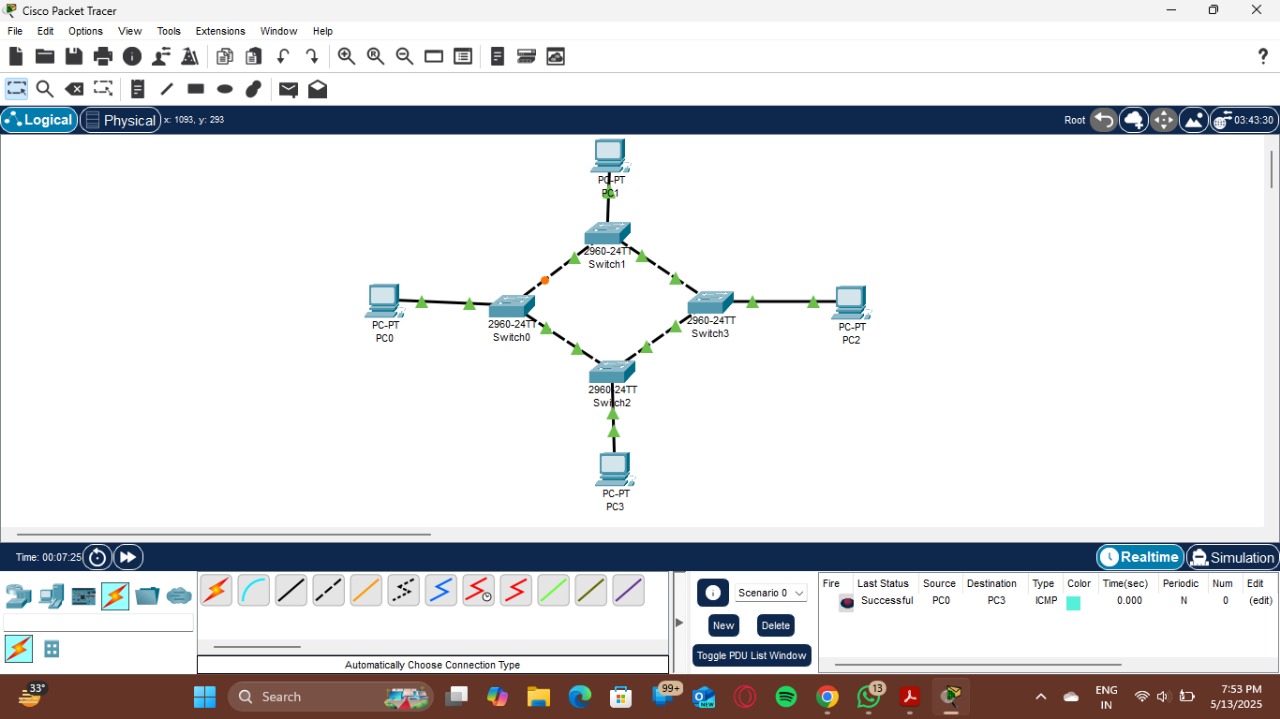 Cisco Packet Tracer
File Edit Options View Tools Extensions Window Help
?
Logical Physical x: 1093, y: 293 Root 03:43:30
PC-PT
PC1
2960-24TT
Switch1
PC-PT
PC0
2960-24TT
Switch0
2960-24TT
Switch3
PC-PT
PC2
2960-24TT
Switch2
PC-PT
PC3
Time: 00:07:25 Realtime Simulation
Scenario 0
New Delete
Toggle PDU List Window
Fire Last Status Source Destination Type Color Time(sec) Periodic Num Edit
Successful PC0 PC3 ICMP 0.000 N 0 (edit)
Automatically Choose Connection Type
33°
Search
99+
NEW
13
ENG
IN
7:53 PM
5/13/2025